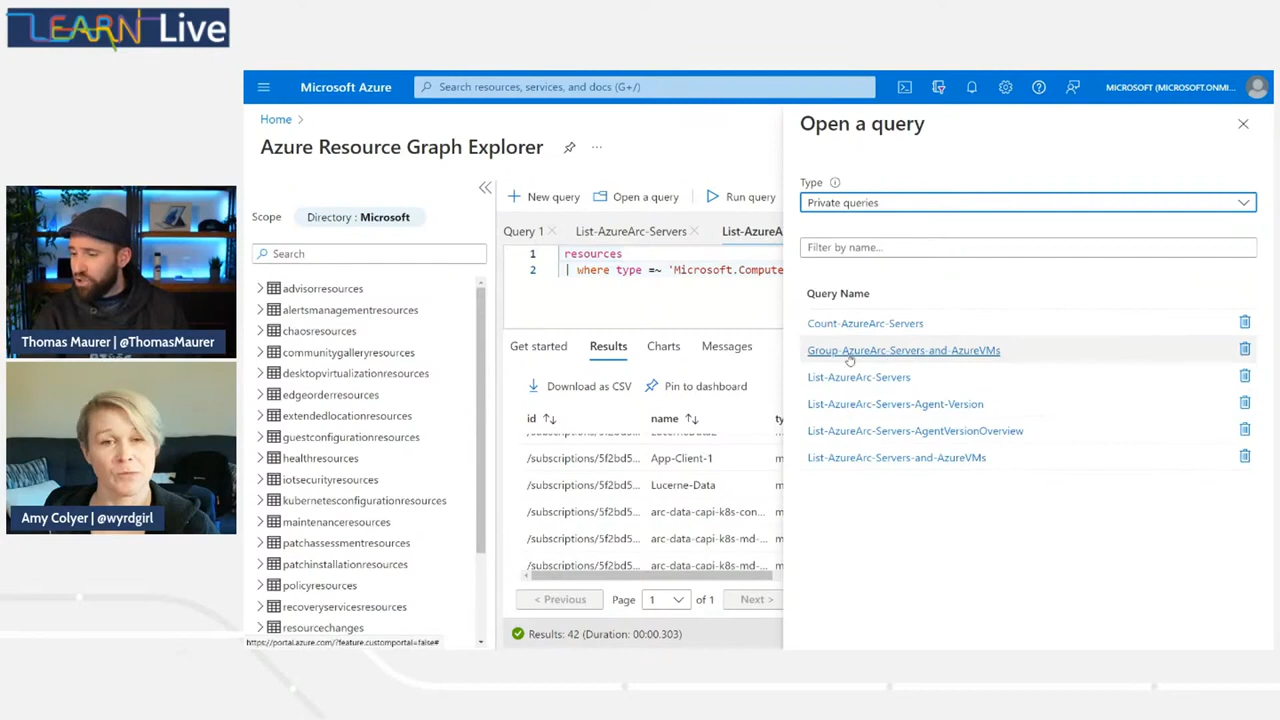 LEARN Live
Microsoft Azure
Search resources, services, and docs (G+/)
MICROSOFT (MICROSOFT.ONMI...
Home
Azure Resource Graph Explorer
...
Scope
Directory : Microsoft
Search
advisorresources
alertsmanagementresources
chaosresources
communitygalleryresources
desktopvirtualizationresources
edgeorderresources
extendedlocationresources
guestconfigurationresources
healthresources
iotsecurityresources
kubernetesconfigurationresources
maintenanceresources
patchassessmentresources
patchinstallationresources
policyresources
recoveryservicesresources
resourcechanges
https://portal.azure.com/?feature.customportal=false#
New query
Open a query
Run query
Query 1
List-AzureArc-Servers
List-AzureA
1 resources
2 | where type =~ 'Microsoft.Compute
Get started
Results
Charts
Messages
Download as CSV
Pin to dashboard
id
name
/subscriptions/5f2bd5...
App-Client-1
/subscriptions/5f2bd5...
Lucerne-Data
/subscriptions/5f2bd5...
arc-data-capi-k8s-con...
/subscriptions/5f2bd5...
arc-data-capi-k8s-md-...
/subscriptions/5f2bd5...
arc-data-capi-k8s-md-...
< Previous
Page
1
of 1
Next >
Results: 42 (Duration: 00:00.303)
Open a query
Type
Private queries
Filter by name...
Query Name
Count-AzureArc-Servers
Group-AzureArc-Servers-and-AzureVMs
List-AzureArc-Servers
List-AzureArc-Servers-Agent-Version
List-AzureArc-Servers-AgentVersionOverview
List-AzureArc-Servers-and-AzureVMs
Thomas Maurer | @ThomasMaurer
Amy Colyer | @wyrdgirl